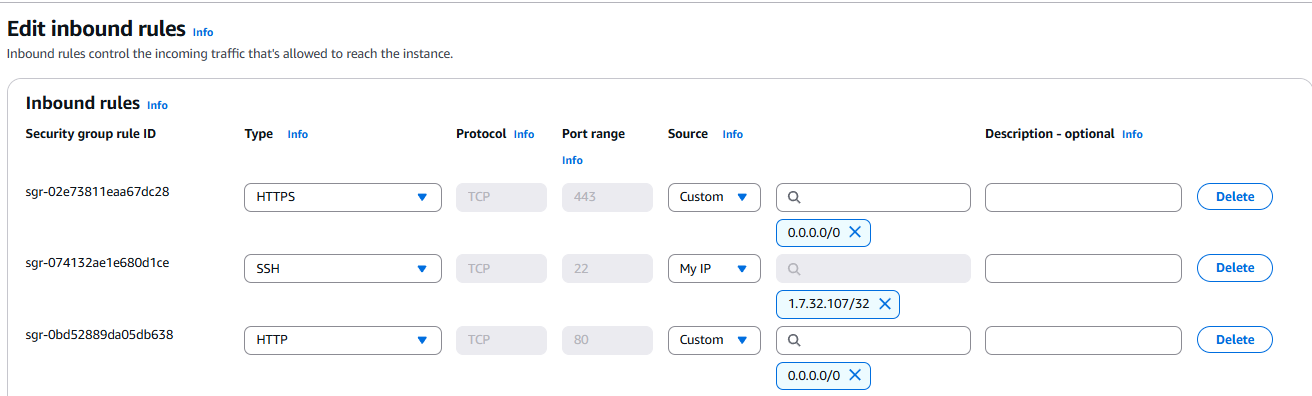 Edit inbound rules Info
Inbound rules control the incoming traffic that's allowed to reach the instance.
Inbound rules Info
Security group rule ID Type Info Protocol Info Port range Info Source Info Description - optional Info
sgr-02e73811eaa67dc28 HTTPS TCP 443 Custom Delete
0.0.0.0/0
sgr-074132ae1e680d1ce SSH TCP 22 My IP Delete
1.7.32.107/32
sgr-0bd52889da05db638 HTTP TCP 80 Custom Delete
0.0.0.0/0